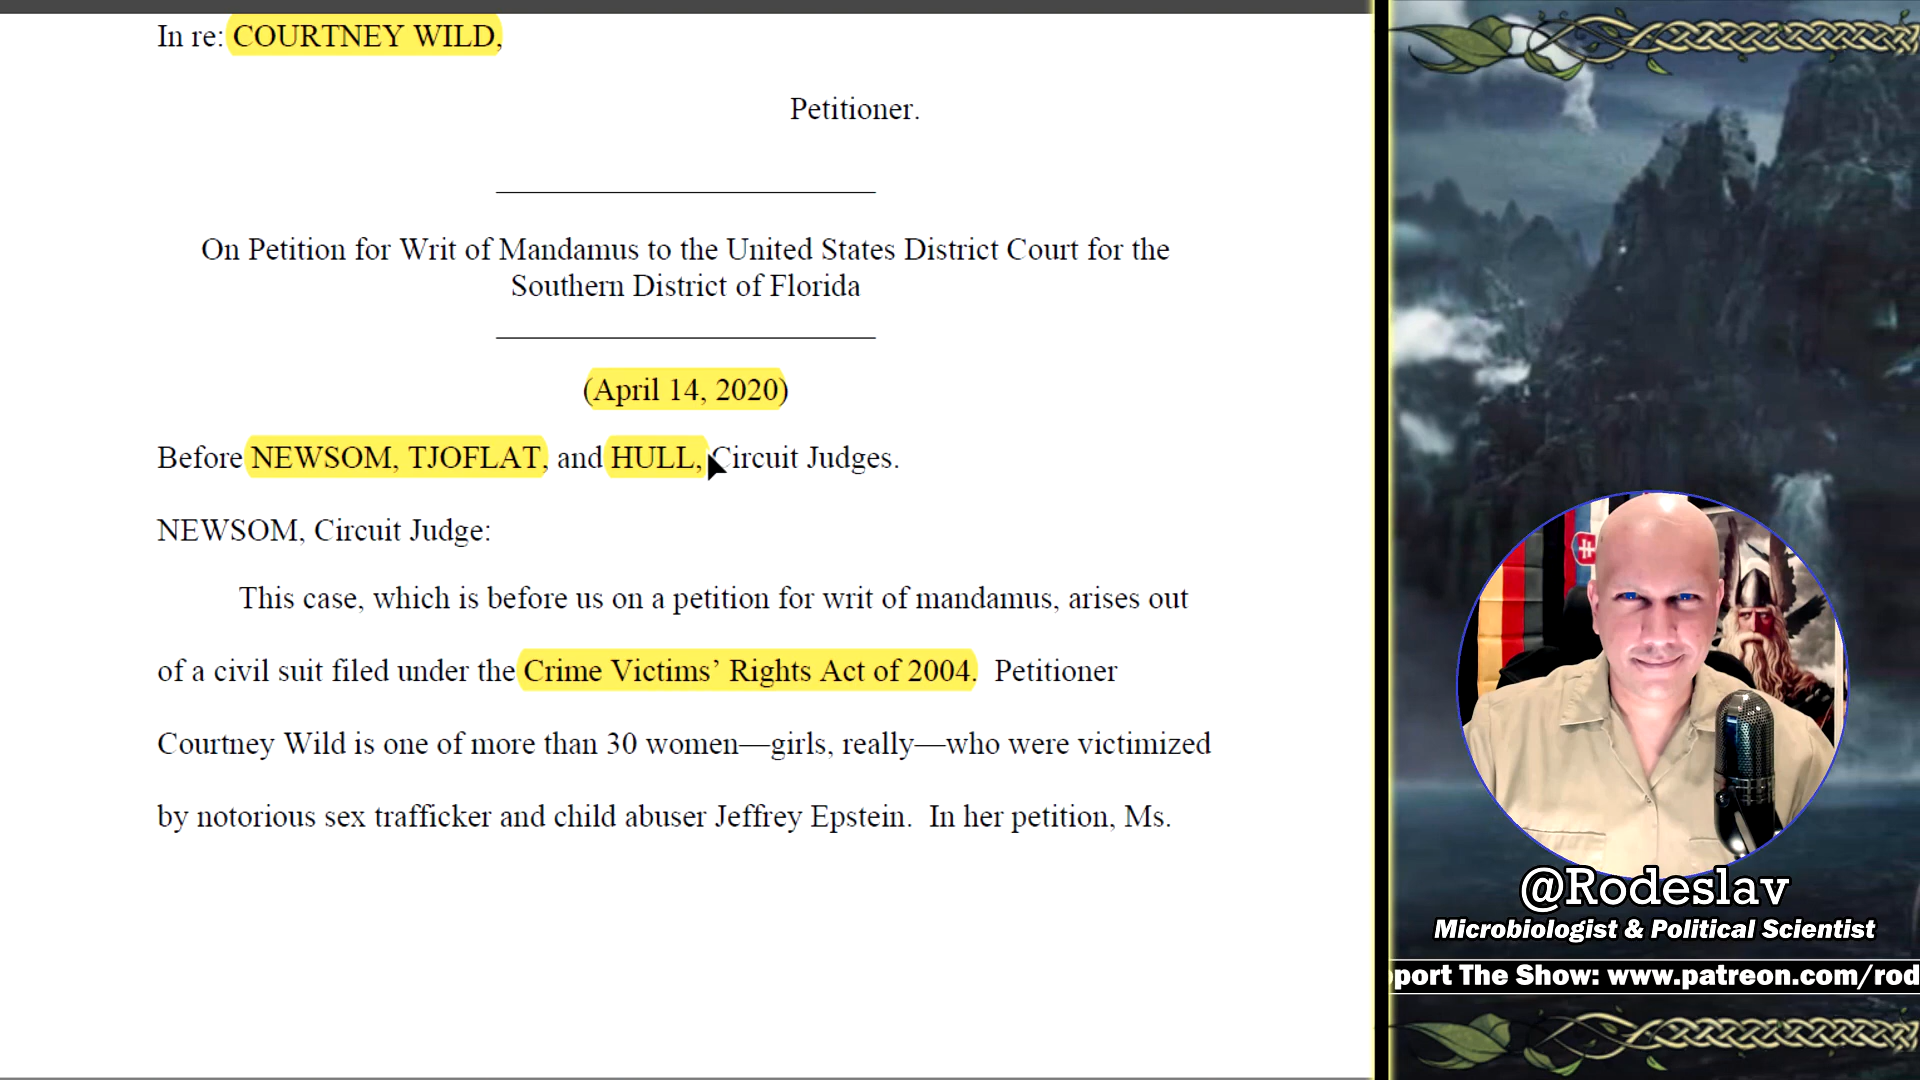 In re: COURTNEY WILD,
Petitioner.
On Petition for Writ of Mandamus to the United States District Court for the
Southern District of Florida
(April 14, 2020)
Before NEWSOM, TJOFLAT, and HULL, Circuit Judges.
NEWSOM, Circuit Judge:
This case, which is before us on a petition for writ of mandamus, arises out
of a civil suit filed under the Crime Victims’ Rights Act of 2004. Petitioner
Courtney Wild is one of more than 30 women—girls, really—who were victimized
by notorious sex trafficker and child abuser Jeffrey Epstein. In her petition, Ms.
@Rodeslav
Microbiologist & Political Scientist
pport The Show: www.patreon.com/rod